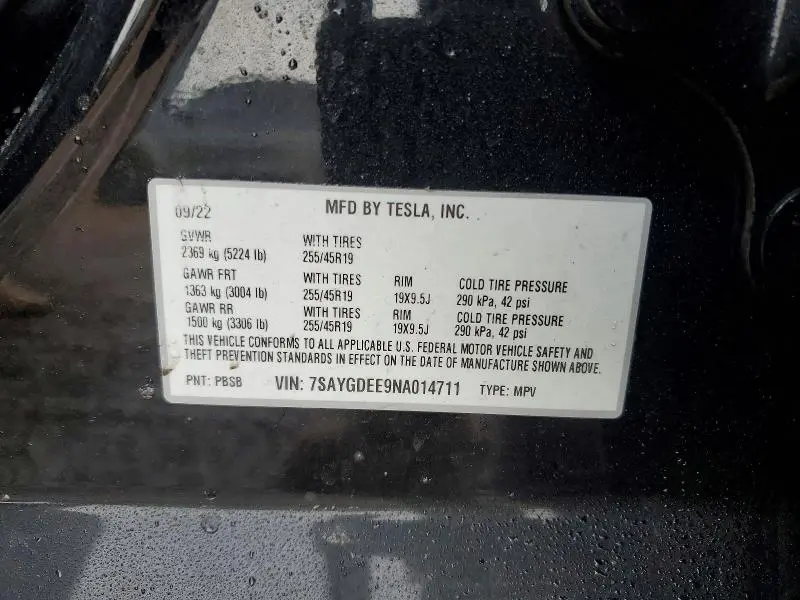 09/22 MFD BY TESLA, INC.
GVWR WITH TIRES
2369 kg (5224 lb) 255/45R19
GAWR FRT WITH TIRES RIM COLD TIRE PRESSURE
1363 kg (3004 lb) 255/45R19 19X9.5J 290 kPa, 42 psi
GAWR RR WITH TIRES RIM COLD TIRE PRESSURE
1500 kg (3306 lb) 255/45R19 19X9.5J 290 kPa, 42 psi
THIS VEHICLE CONFORMS TO ALL APPLICABLE U.S. FEDERAL MOTOR VEHICLE SAFETY AND
THEFT PREVENTION STANDARDS IN EFFECT ON THE DATE OF MANUFACTURE SHOWN ABOVE.
PNT: PBSB VIN: 7SAYGDEE9NA014711 TYPE: MPV